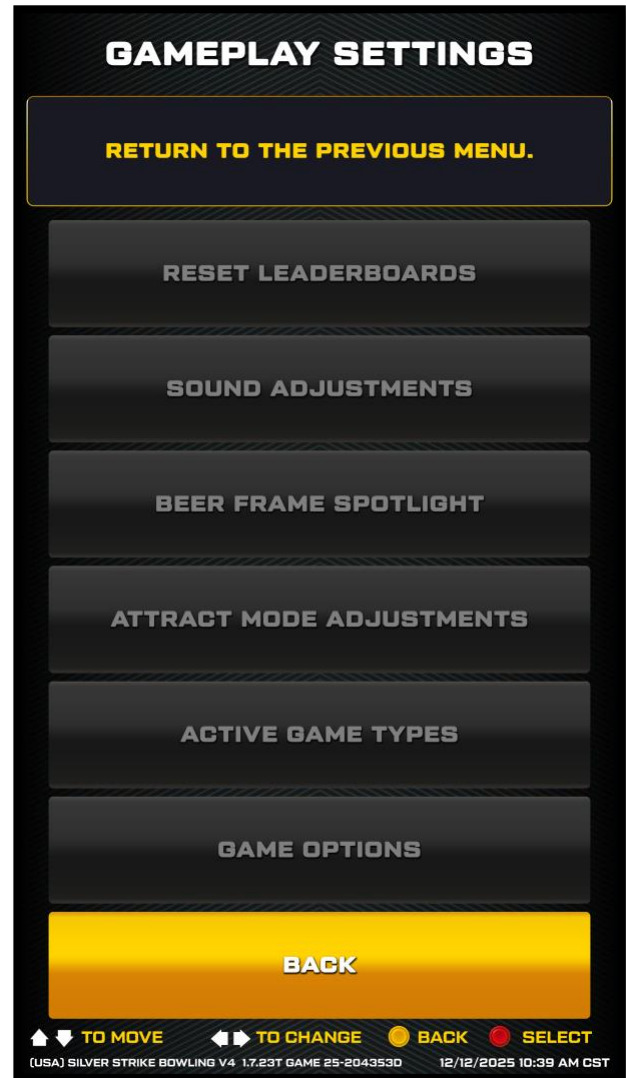 GAMEPLAY SETTINGS
RETURN TO THE PREVIOUS MENU.
RESET LEADERBOARDS
SOUND ADJUSTMENTS
BEER FRAME SPOTLIGHT
ATTRACT MODE ADJUSTMENTS
ACTIVE GAME TYPES
GAME OPTIONS
BACK
TO MOVE TO CHANGE BACK SELECT
(USA) SILVER STRIKE BOWLING V4 1.7.23T GAME 25-204353D 12/12/2025 10:39 AM CST